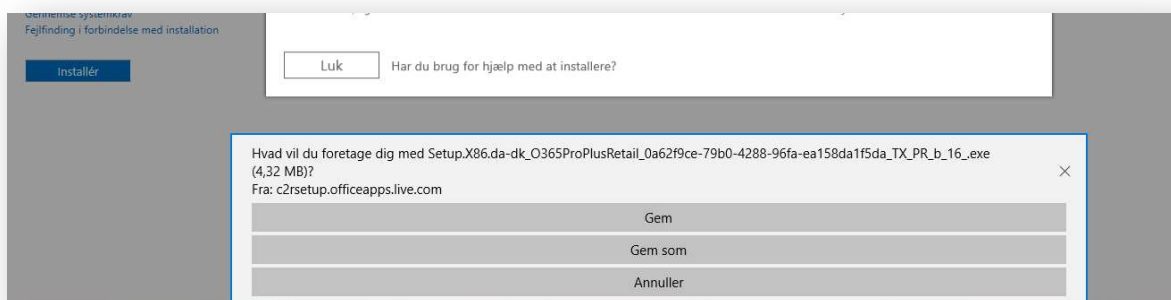 Gennemse systemkrav
Fejlfinding i forbindelse med installation
Installér
Luk
Har du brug for hjælp med at installere?
Hvad vil du foretage dig med Setup.X86.da-dk_O365ProPlusRetail_0a62f9ce-79b0-4288-96fa-ea158da1f5da_TX_PR_b_16_.exe
(4,32 MB)?
Fra: c2rsetup.officeapps.live.com
Gem
Gem som
Annuller